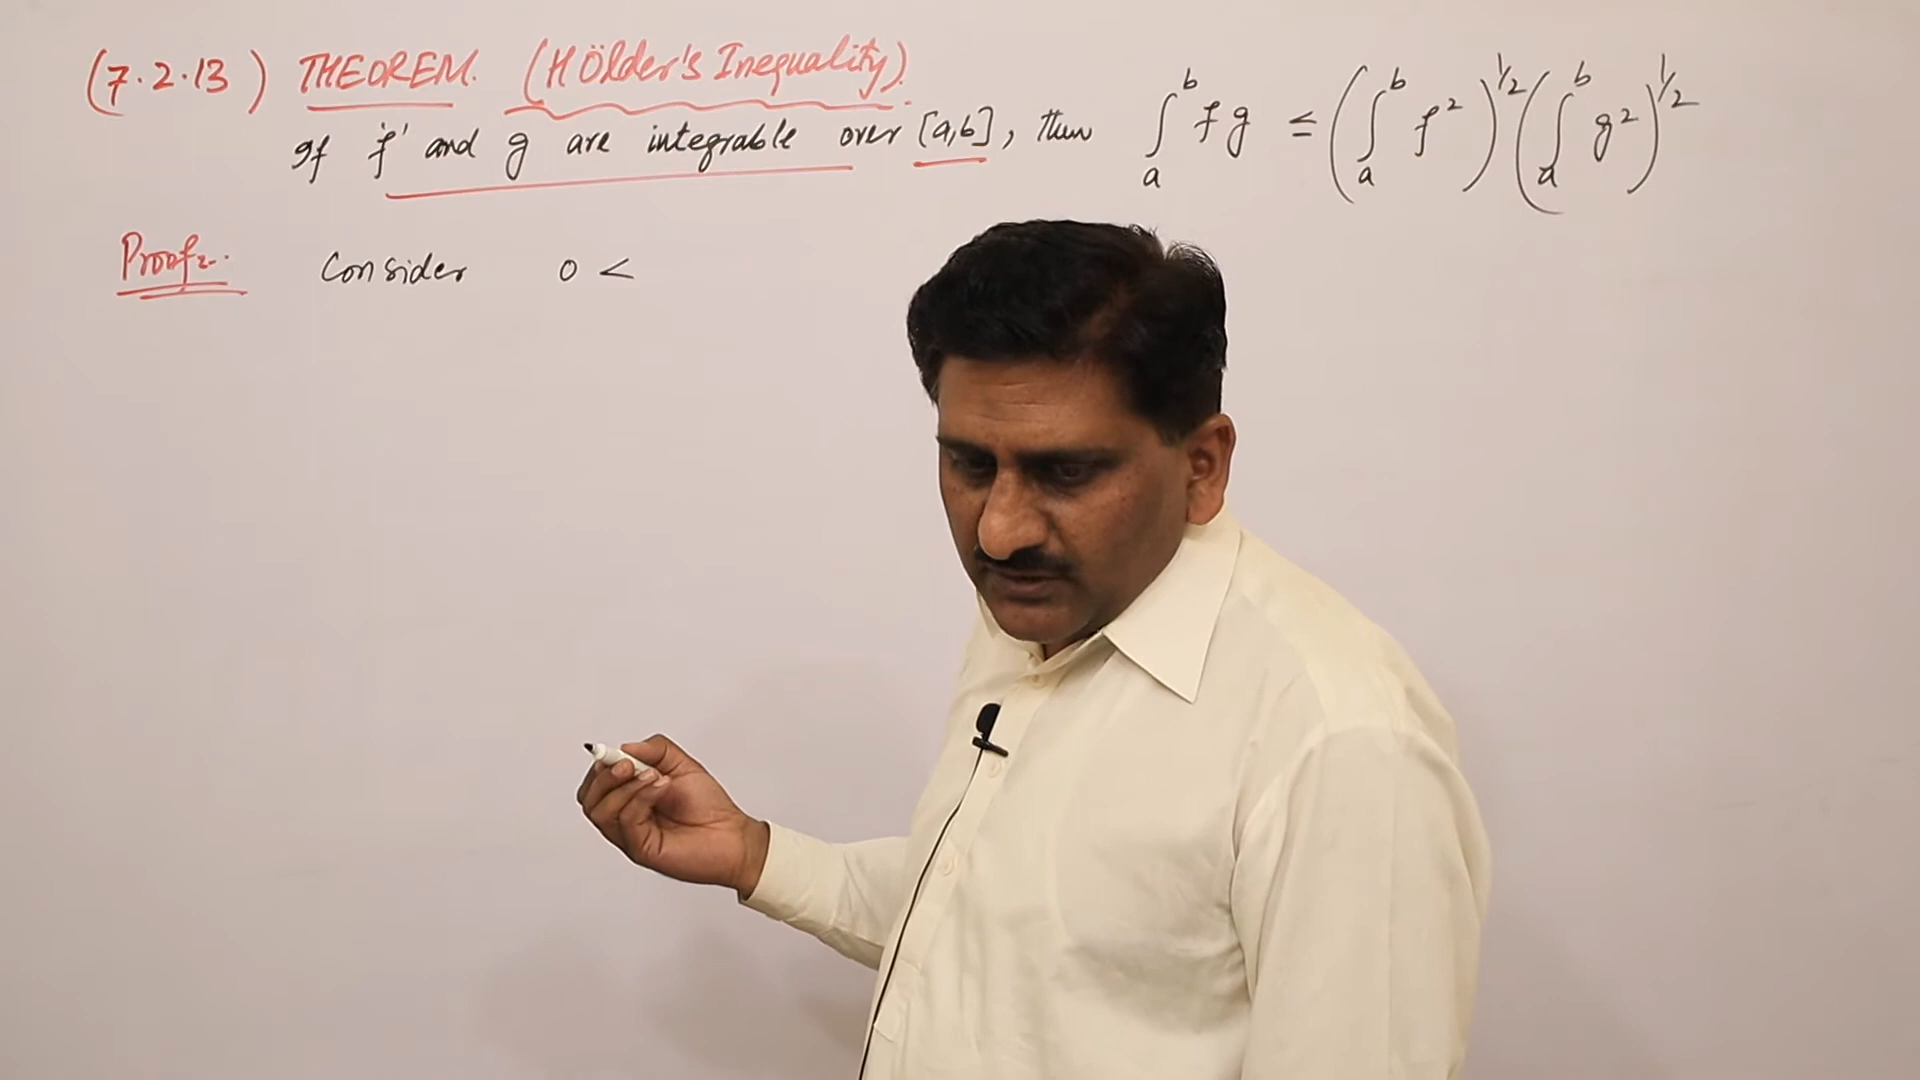 (7.2.13) THEOREM. (HÖlder's Inequality).
If f and g are integrable over [a,b], then ∫_a^b f g ≤ (∫_a^b f²)^1/2 (∫_a^b g²)^1/2
Proof:- Consider 0 <